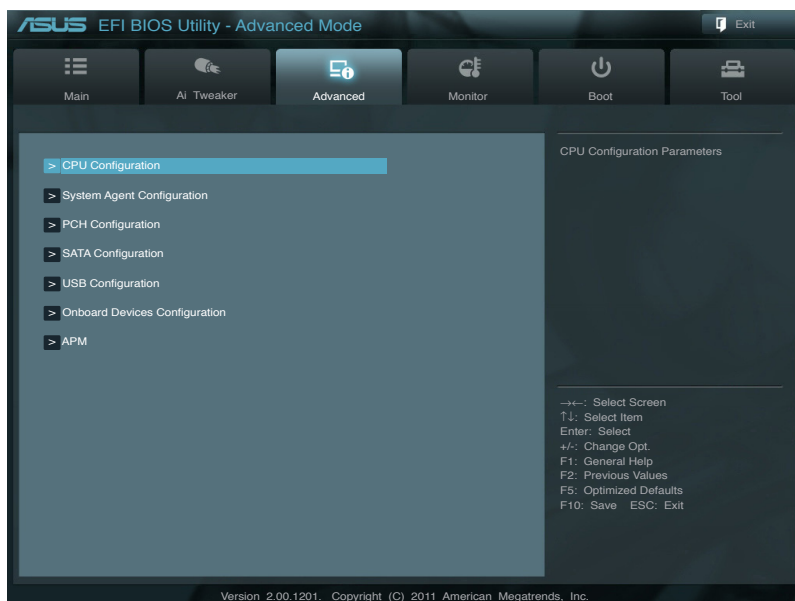 ASUS EFI BIOS Utility - Advanced Mode
Exit
Main
Ai Tweaker
Advanced
Monitor
Boot
Tool
> CPU Configuration
> System Agent Configuration
> PCH Configuration
> SATA Configuration
> USB Configuration
> Onboard Devices Configuration
> APM
CPU Configuration Parameters
→←: Select Screen
↑↓: Select Item
Enter: Select
+/-: Change Opt.
F1: General Help
F2: Previous Values
F5: Optimized Defaults
F10: Save ESC: Exit
Version 2.00.1201. Copyright (C) 2011 American Megatrends, Inc.